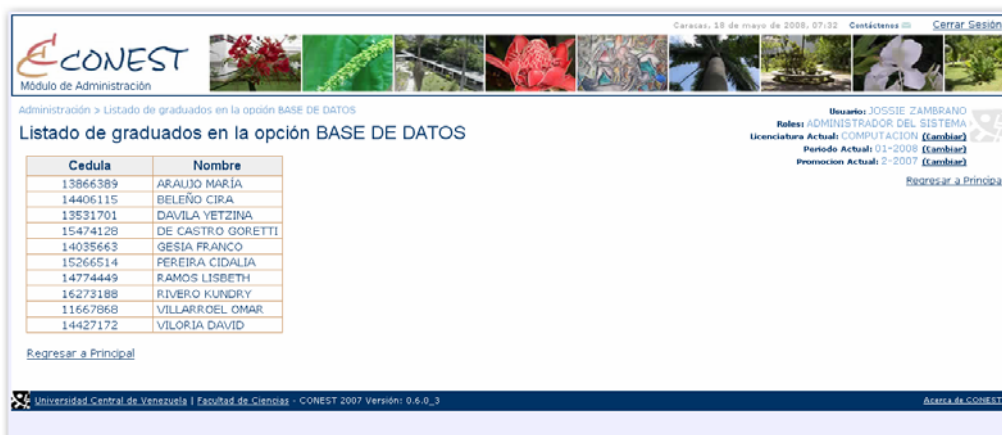 Caracas, 18 de mayo de 2008, 07:32 Contáctenos Cerrar Sesión
CONEST
Módulo de Administración
Administración > Listado de graduados en la opción BASE DE DATOS
Usuario: JOSSIE ZAMBRANO
Roles: ADMINISTRADOR DEL SISTEMA
Licenciatura Actual: COMPUTACION (Cambiar)
Periodo Actual: 01-2008 (Cambiar)
Promocion Actual: 2-2007 (Cambiar)
Regresar a Principa
Listado de graduados en la opción BASE DE DATOS
Cedula Nombre
13866389 ARAUJO MARÍA
14406115 BELEÑO CIRA
13531701 DAVILA YETZINA
15474128 DE CASTRO GORETTI
14035663 GESIA FRANCO
15266514 PEREIRA CIDALIA
14774449 RAMOS LISBETH
16273188 RIVERO KUNDRY
11667868 VILLARROEL OMAR
14427172 VILORIA DAVID
Regresar a Principal
Universidad Central de Venezuela | Facultad de Ciencias - CONEST 2007 Versión: 0.6.0_3 Acerca de CONEST